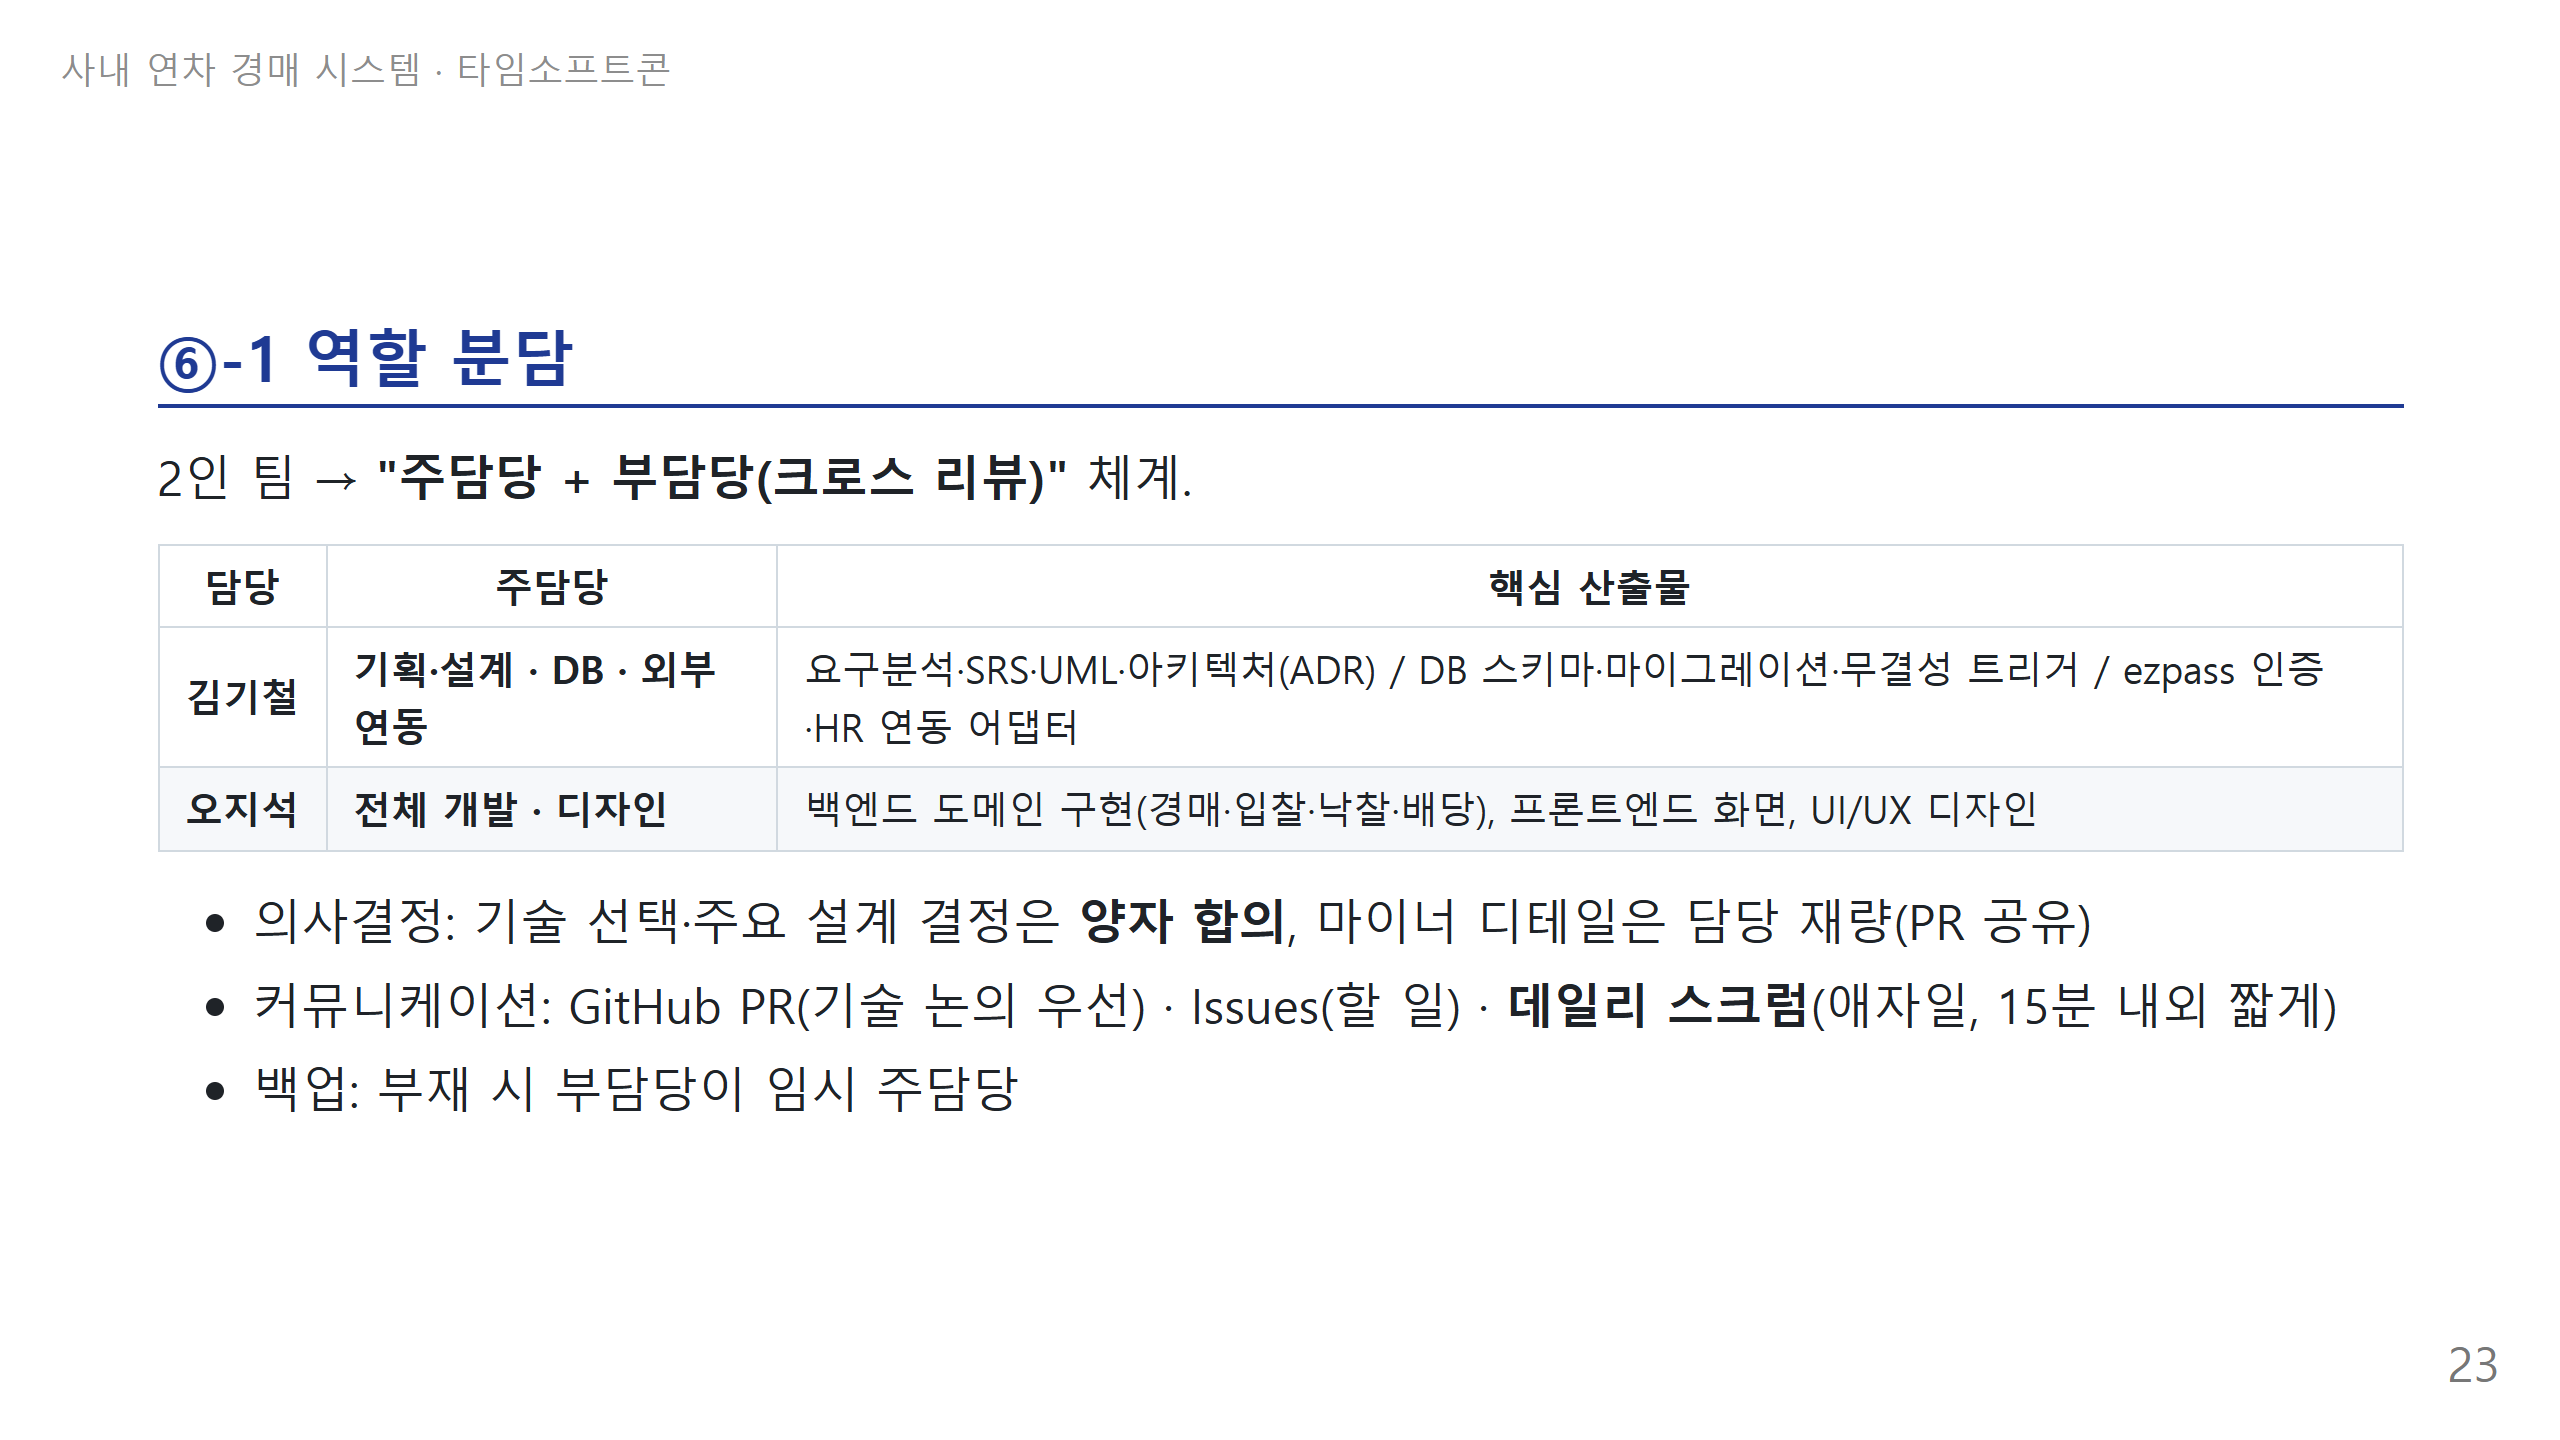 사내 연차 경매 시스템 · 타임소프트콘
⑥-1 역할 분담
2인 팀 → "주담당 + 부담당(크로스 리뷰)" 체계.
담당 주담당 핵심 산출물
김기철 기획·설계 · DB · 외부 연동 요구분석·SRS·UML·아키텍처(ADR) / DB 스키마·마이그레이션·무결성 트리거 / ezpass 인증
·HR 연동 어댑터
오지석 전체 개발 · 디자인 백엔드 도메인 구현(경매·입찰·낙찰·배당), 프론트엔드 화면, UI/UX 디자인
● 의사결정: 기술 선택·주요 설계 결정은 양자 합의, 마이너 디테일은 담당 재량(PR 공유)
● 커뮤니케이션: GitHub PR(기술 논의 우선) · Issues(할 일) · 데일리 스크럼(애자일, 15분 내외 짧게)
● 백업: 부재 시 부담당이 임시 주담당
23